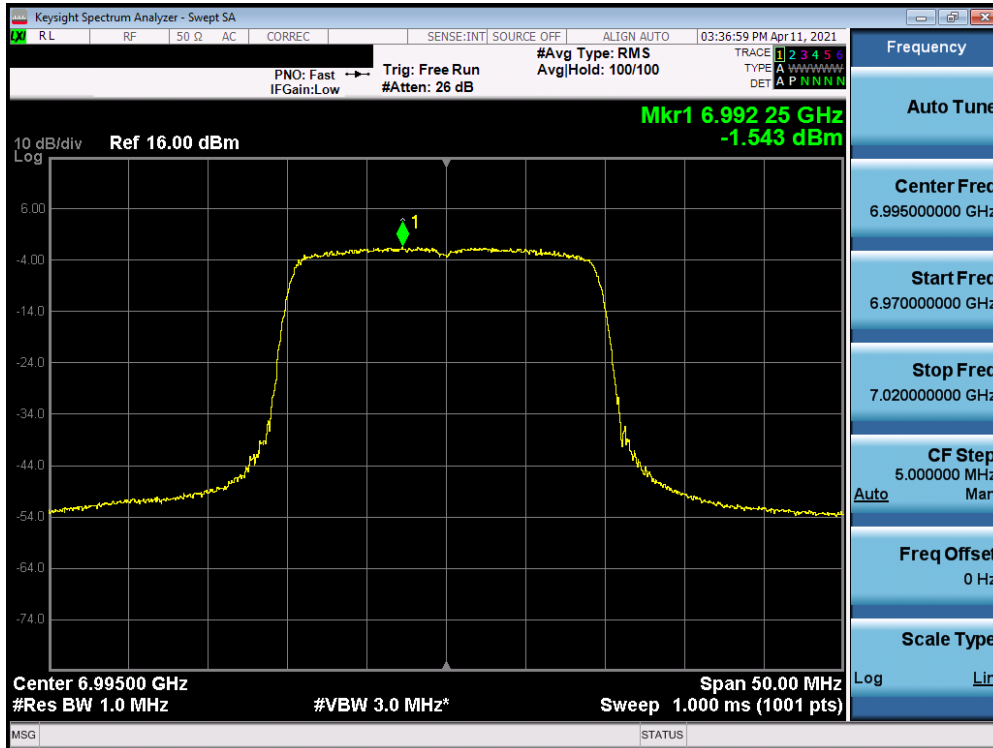 Keysight Spectrum Analyzer - Swept SA
LXI RL RF 50 Ω AC CORREC SENSE:INT SOURCE OFF ALIGN AUTO 03:36:59 PM Apr 11, 2021
#Avg Type: RMS TRACE 1 2 3 4 5 6
PNO: Fast Trig: Free Run Avg|Hold: 100/100 TYPE A WWWWW
IFGain:Low #Atten: 26 dB DET A P N N N N
Mkr1 6.992 25 GHz
-1.543 dBm
10 dB/div Ref 16.00 dBm
Log
6.00
1
-4.00
-14.0
-24.0
-34.0
-44.0
-54.0
-64.0
-74.0
Center 6.99500 GHz Span 50.00 MHz
#Res BW 1.0 MHz #VBW 3.0 MHz* Sweep 1.000 ms (1001 pts)
MSG STATUS
Frequency
Auto Tune
Center Freq
6.995000000 GHz
Start Freq
6.970000000 GHz
Stop Freq
7.020000000 GHz
CF Step
5.000000 MHz
Auto Man
Freq Offset
0 Hz
Scale Type
Log Lin